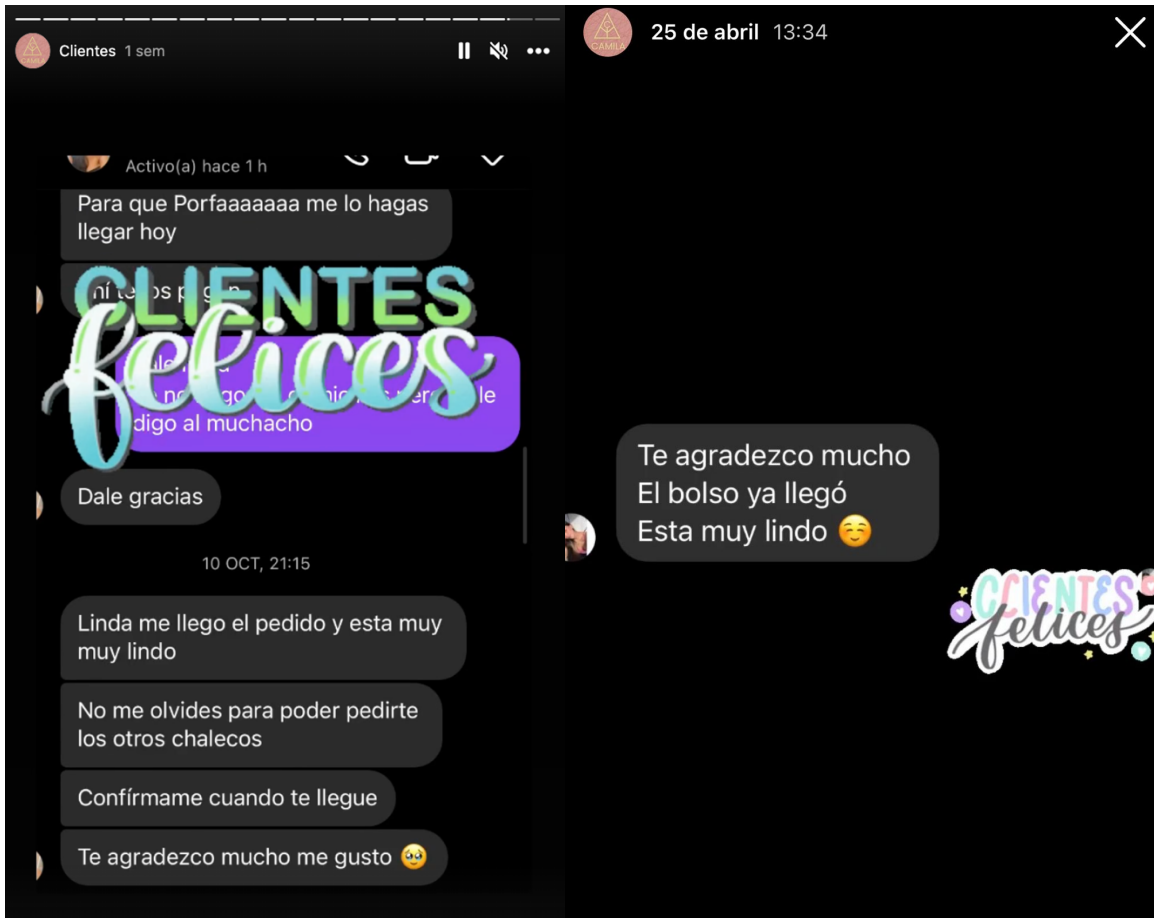 Clientes 1 sem
Activo(a) hace 1 h
Para que Porfaaaaaaa me lo hagas
llegar hoy
CLIENTES
felices
digo al muchacho
Dale gracias
10 OCT, 21:15
Linda me llego el pedido y esta muy
muy lindo
No me olvides para poder pedirte
los otros chalecos
Confírmame cuando te llegue
Te agradezco mucho me gusto 🥹
CAMILA
25 de abril 13:34
Te agradezco mucho
El bolso ya llegó
Esta muy lindo ☺️
CLIENTES
felices